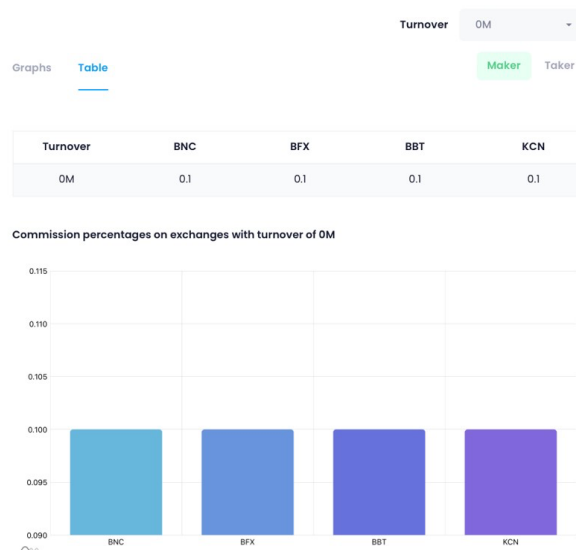 Turnover 0M
Graphs Table Maker Taker
Turnover BNC BFX BBT KCN
0M 0.1 0.1 0.1 0.1
Commission percentages on exchanges with turnover of 0M
0.115
0.110
0.105
0.100
0.095
0.090
BNC BFX BBT KCN